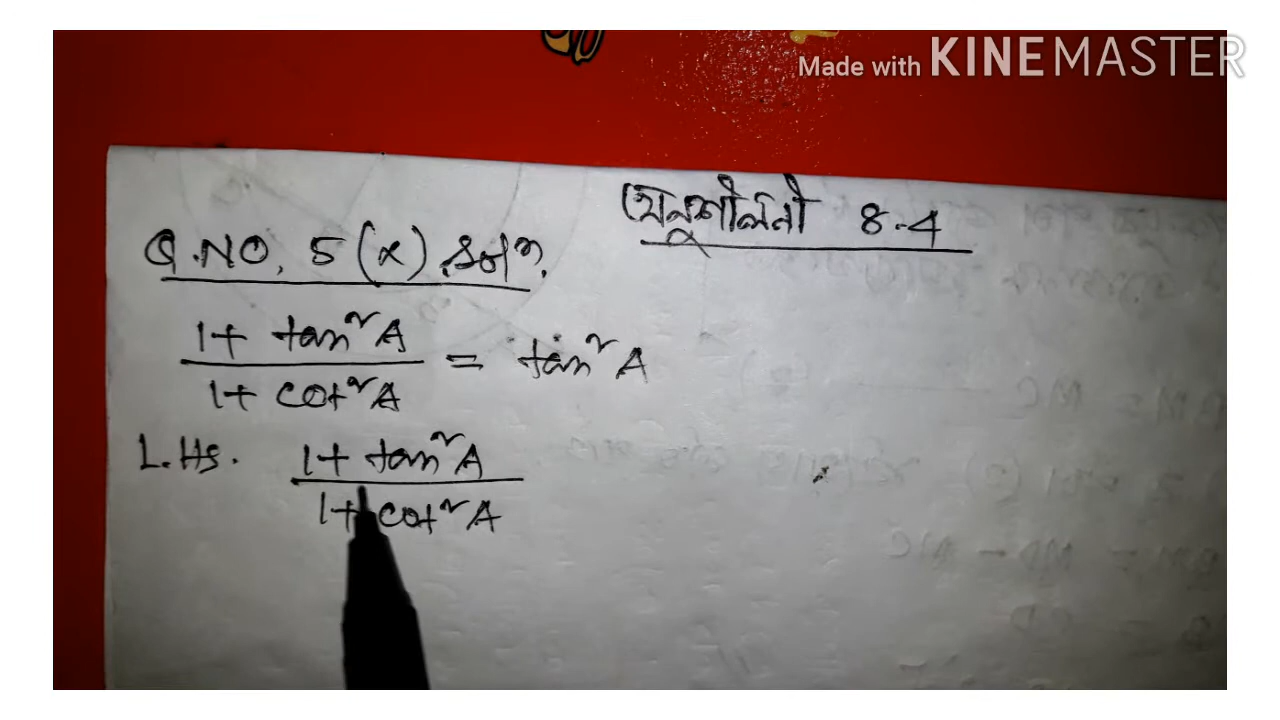 Made with KINEMASTER
অনুশীলনী 8.4
Q.NO. 5 (x)
1+ tan²A / 1+ cot²A = tan²A
L.Hs. 1+ tan²A / 1+ cot²A